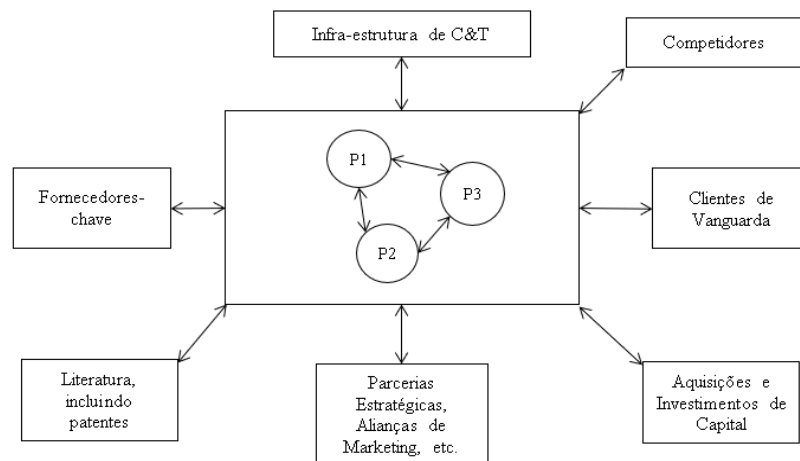 Infra-estrutura de C&T
Competidores
P1
P3
P2
Fornecedores-
chave
Clientes de
Vanguarda
Literatura,
incluindo
patentes
Parcerias
Estratégicas,
Alianças de
Marketing, etc.
Aquisições e
Investimentos de
Capital